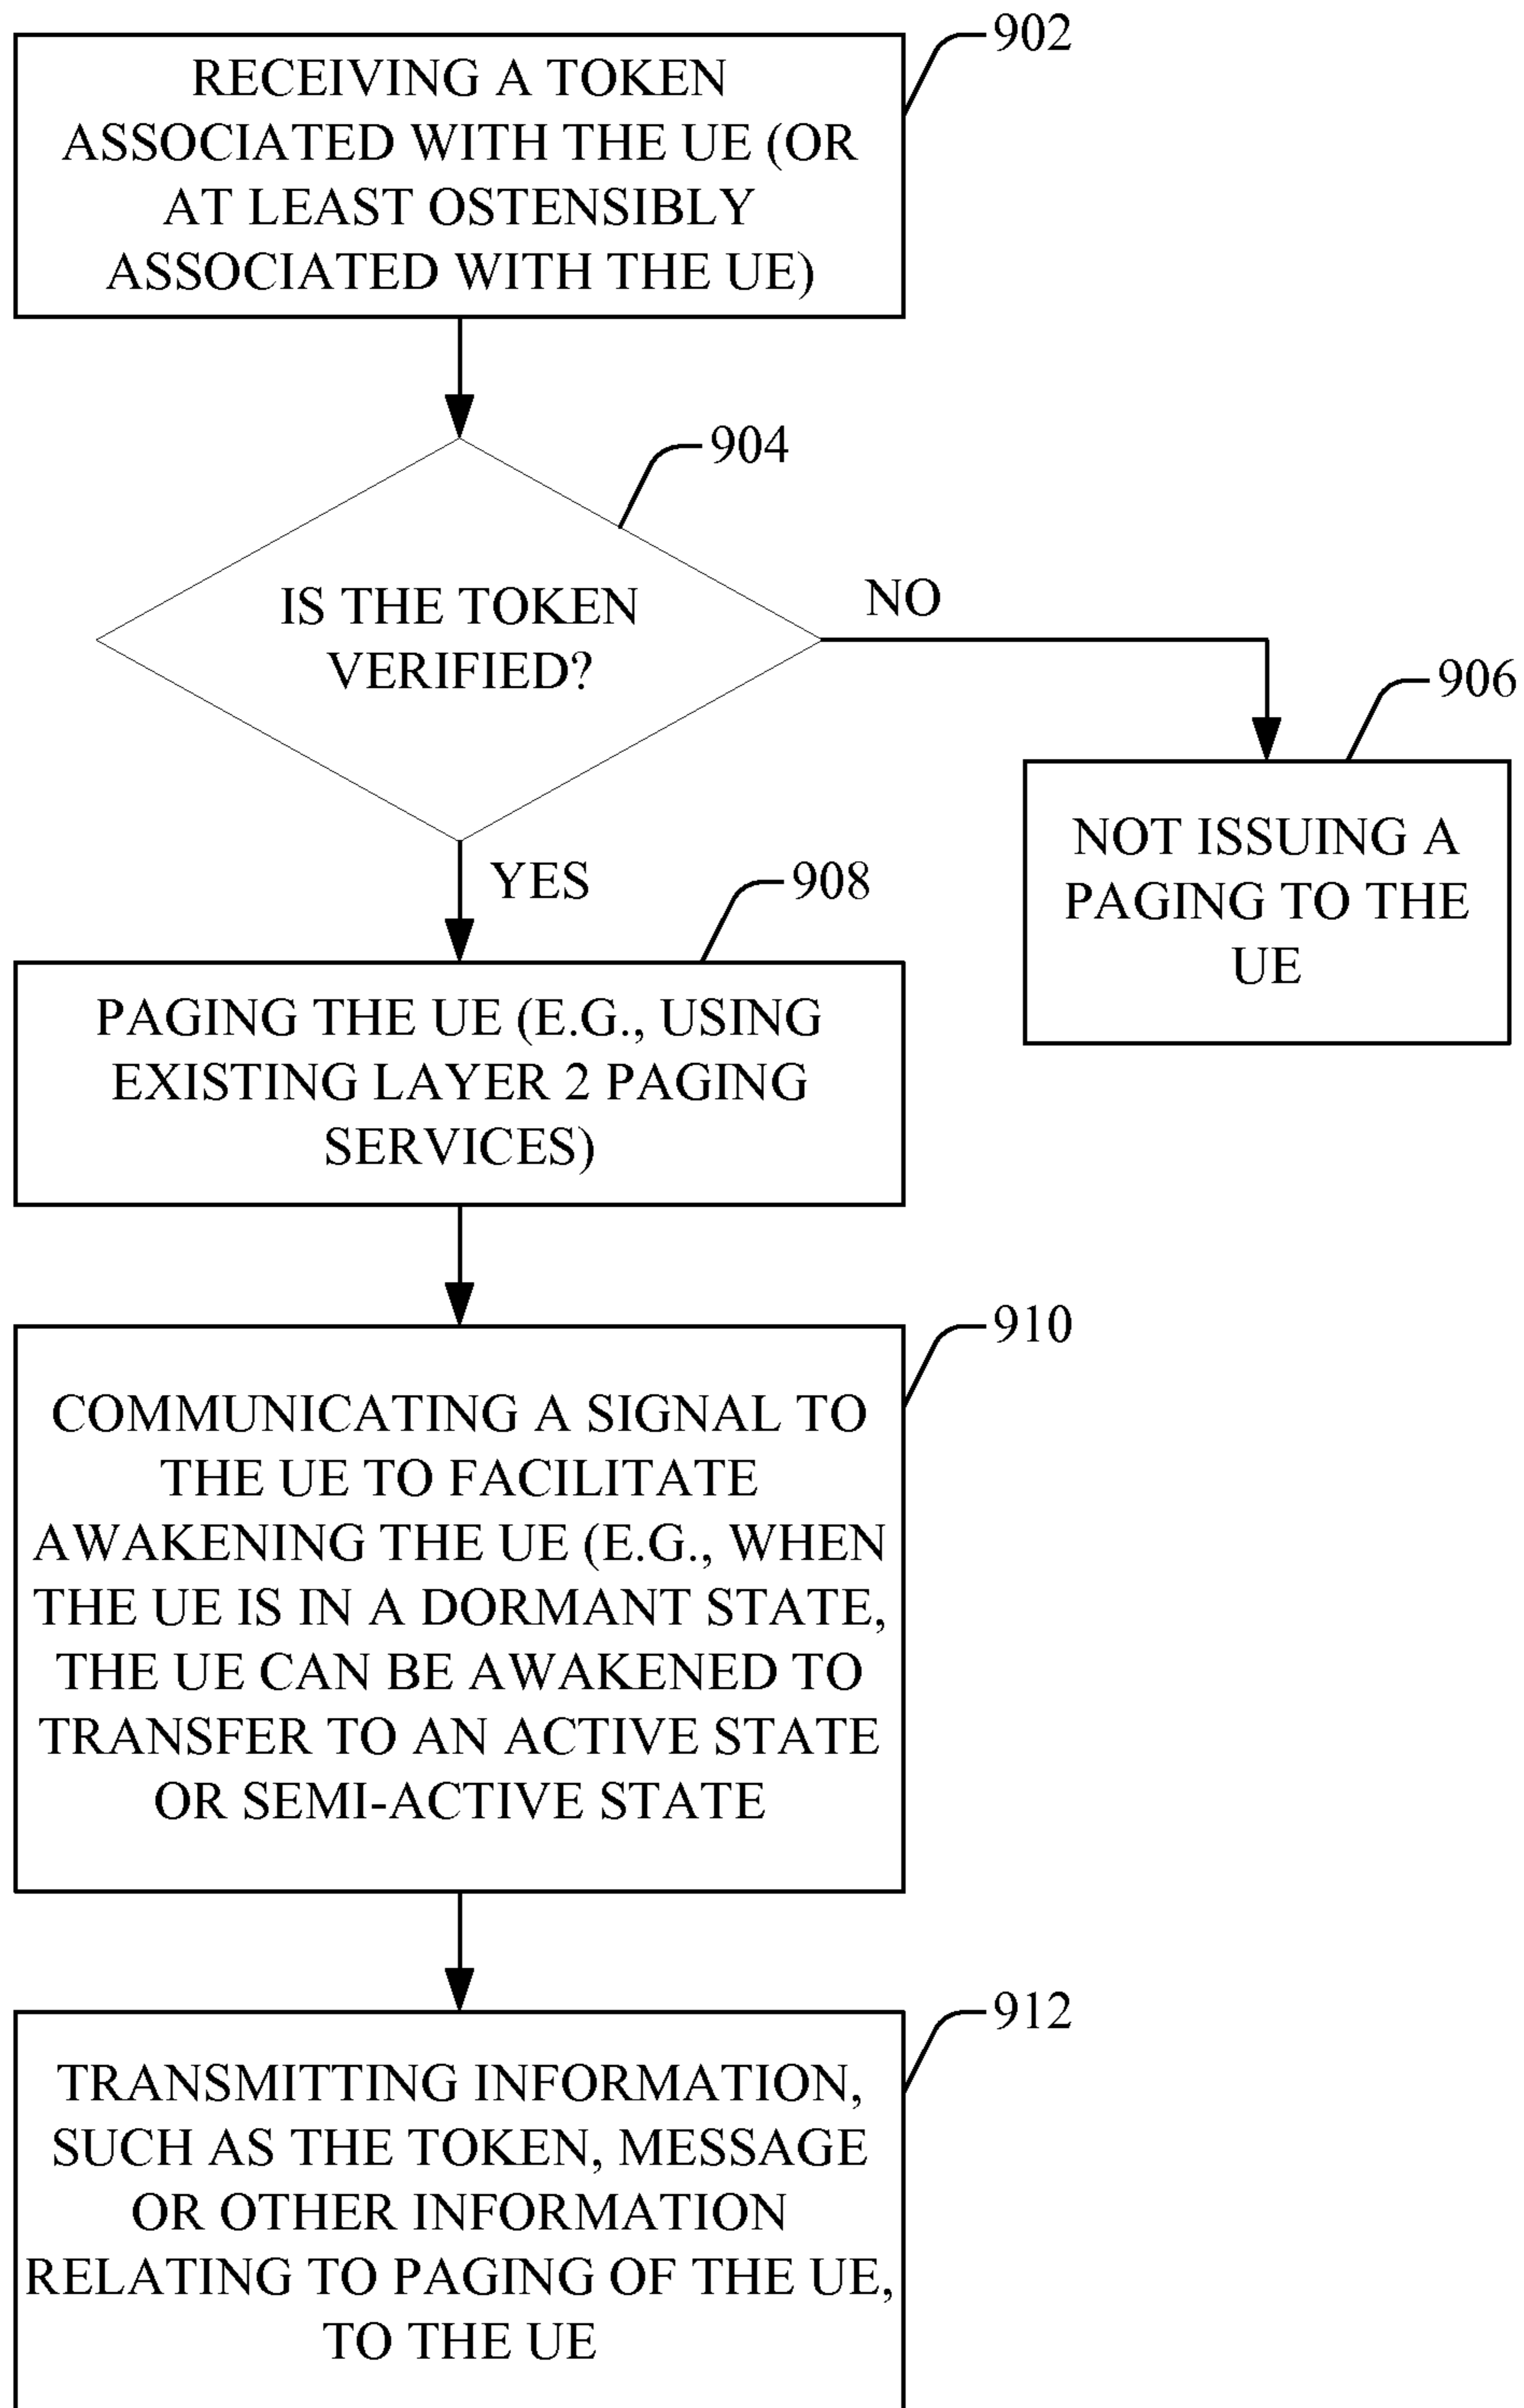 902
RECEIVING A TOKEN
ASSOCIATED WITH THE UE (OR
AT LEAST OSTENSIBLY
ASSOCIATED WITH THE UE)
904
IS THE TOKEN
VERIFIED?
NO
906
NOT ISSUING A
PAGING TO THE
UE
YES
908
PAGING THE UE (E.G., USING
EXISTING LAYER 2 PAGING
SERVICES)
910
COMMUNICATING A SIGNAL TO
THE UE TO FACILITATE
AWAKENING THE UE (E.G., WHEN
THE UE IS IN A DORMANT STATE,
THE UE CAN BE AWAKENED TO
TRANSFER TO AN ACTIVE STATE
OR SEMI-ACTIVE STATE
912
TRANSMITTING INFORMATION,
SUCH AS THE TOKEN, MESSAGE
OR OTHER INFORMATION
RELATING TO PAGING OF THE UE,
TO THE UE